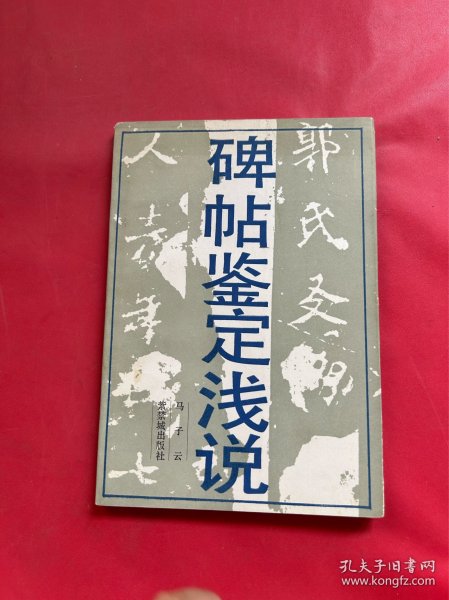 碑帖鉴定浅说
马子云
紫禁城出版社
郭氏
人
孔夫子旧书网
www.kongfz.com